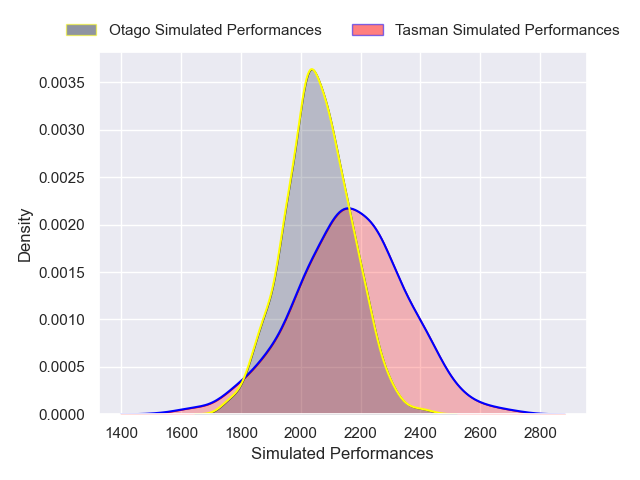 Otago Simulated Performances Tasman Simulated Performances
0.0035
0.0030
0.0025
0.0020
0.0015
0.0010
0.0005
0.0000
Density
1400 1600 1800 2000 2200 2400 2600 2800
Simulated Performances